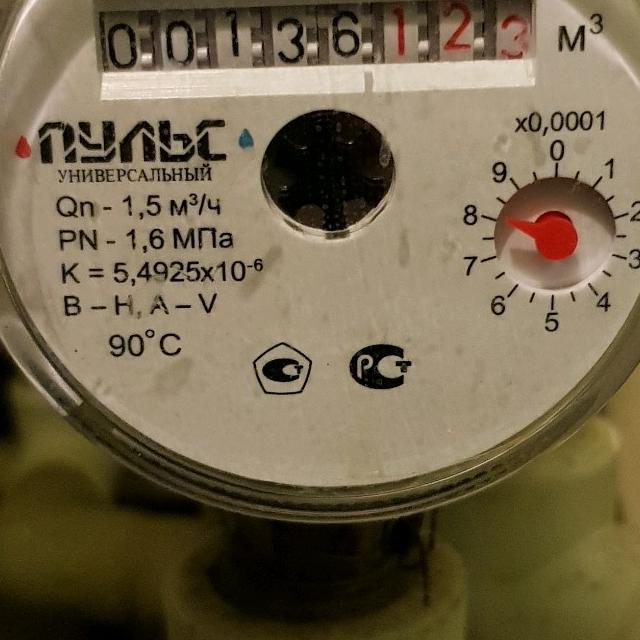 00136123 м³
ПУЛЬС
УНИВЕРСАЛЬНЫЙ
Qn - 1,5 м³/ч
PN - 1,6 МПа
K = 5,4925x10⁻⁶
B – H, A – V
90°C
x0,0001
0
1
2
3
4
5
6
7
8
9
РСТ